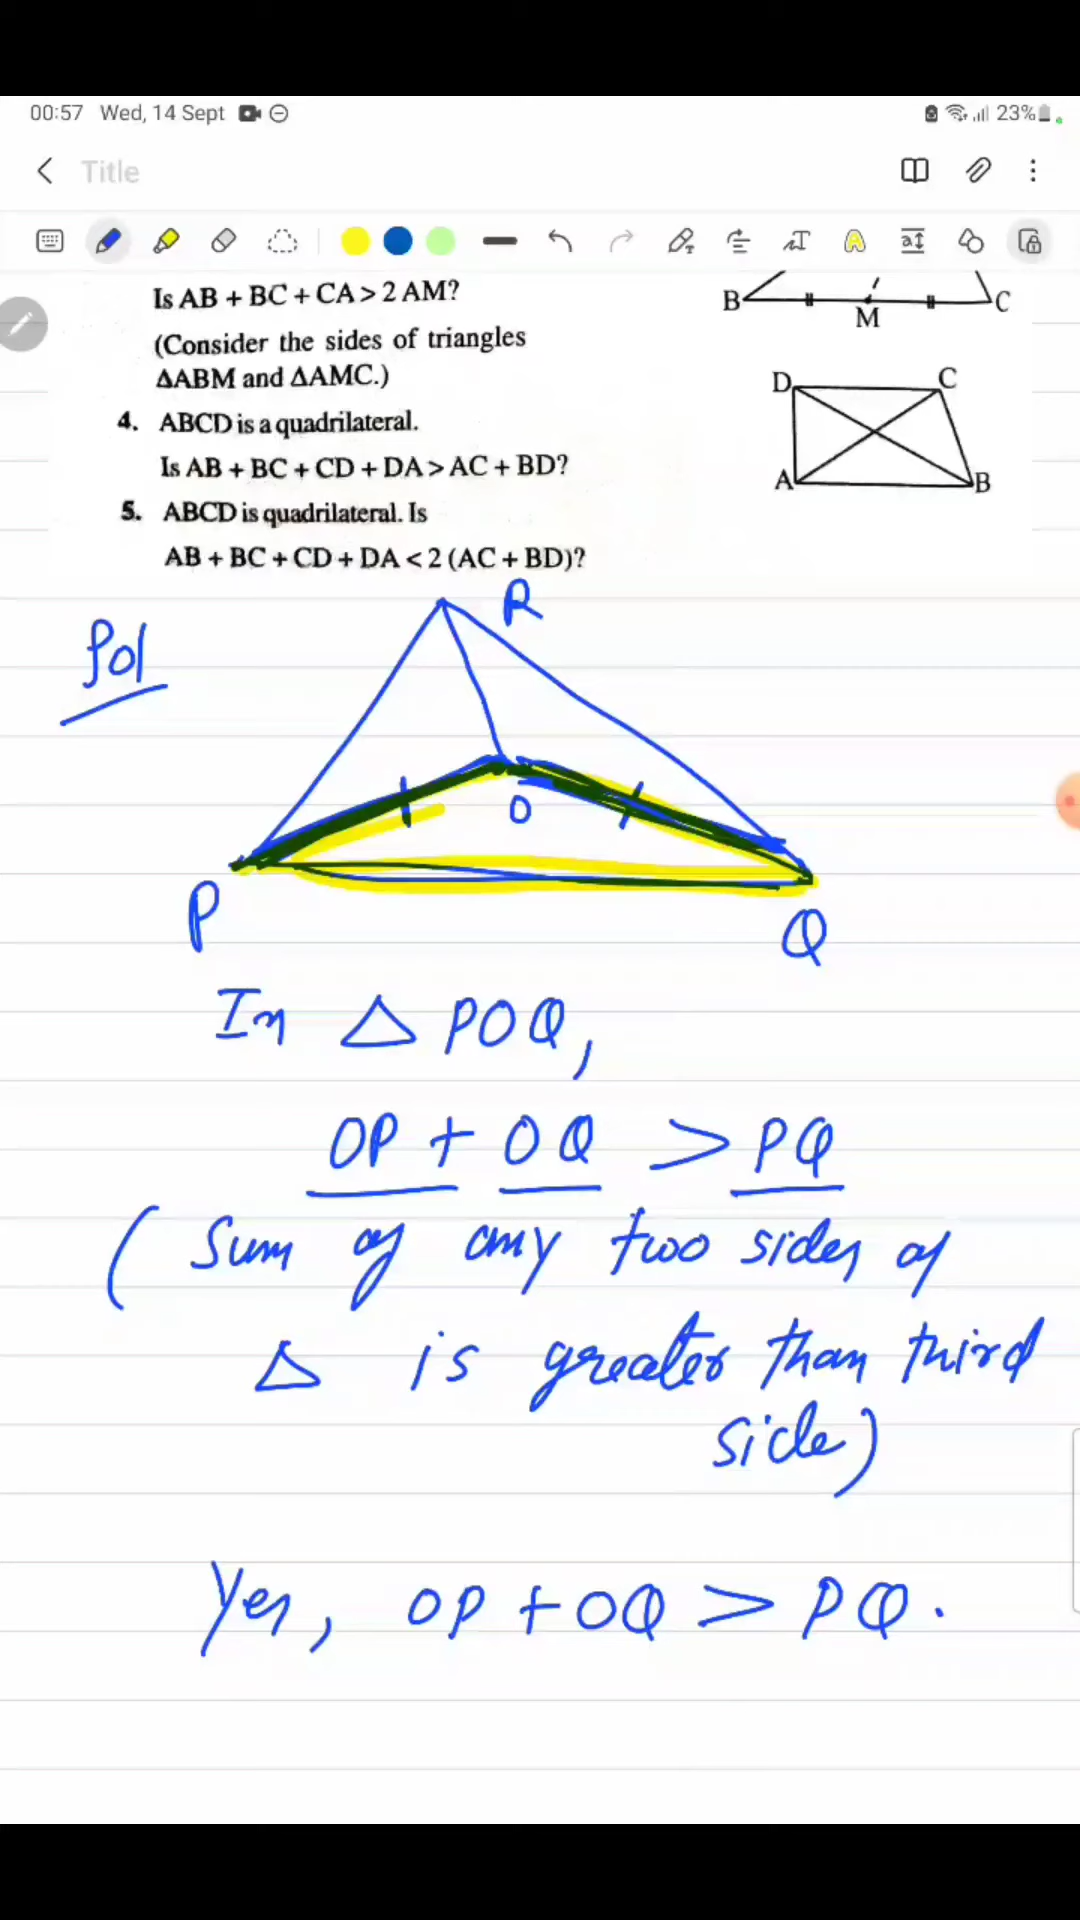 00:57 Wed, 14 Sept 23%
Title
Is AB + BC + CA > 2 AM?
(Consider the sides of triangles
ΔABM and ΔAMC.)
B M C
4. ABCD is a quadrilateral.
Is AB + BC + CD + DA > AC + BD?
D C
A B
5. ABCD is quadrilateral. Is
AB + BC + CD + DA < 2 (AC + BD)?
Sol
R
O
P Q
In Δ POQ,
OP + OQ > PQ
( Sum of any two sides of
Δ is greater than third
side)
Yes, OP + OQ > PQ.